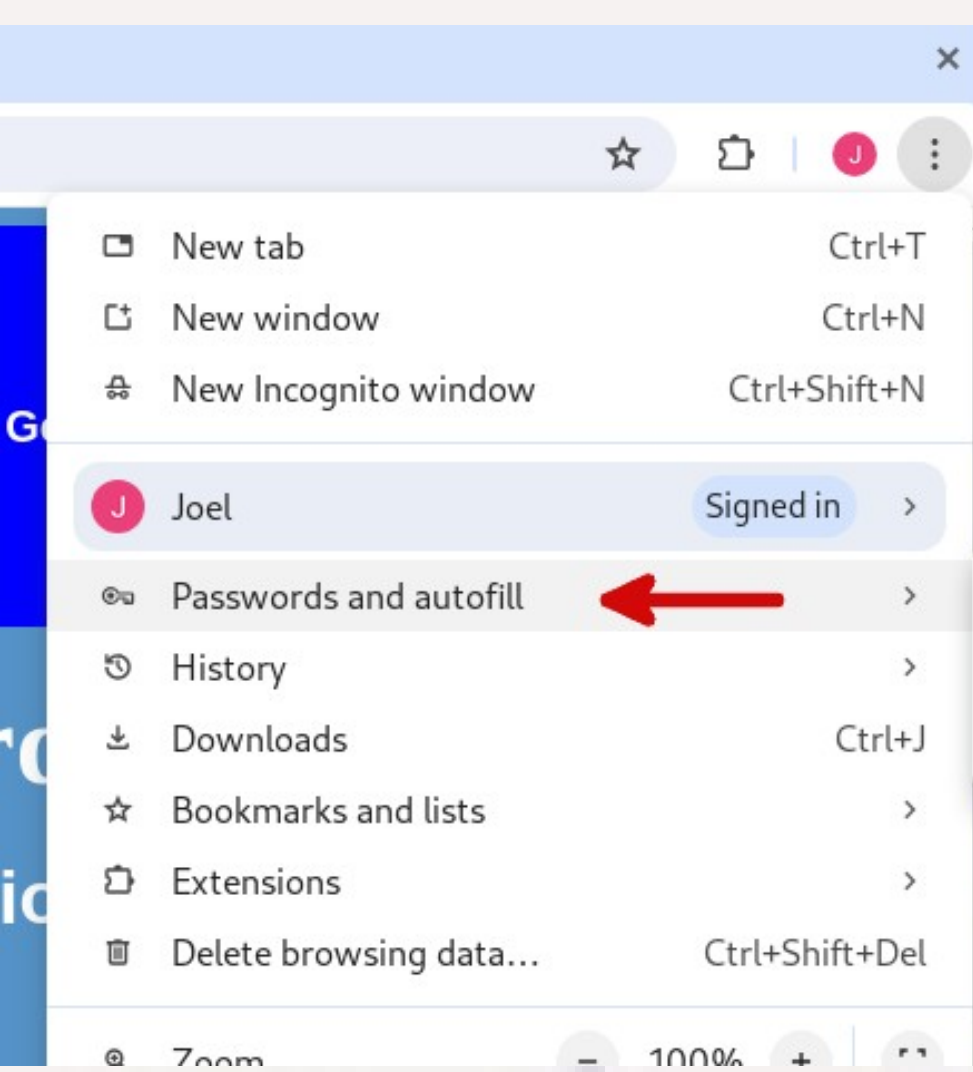 J
New tab Ctrl+T
New window Ctrl+N
New Incognito window Ctrl+Shift+N
J Joel Signed in
Passwords and autofill
History
Downloads Ctrl+J
Bookmarks and lists
Extensions
Delete browsing data... Ctrl+Shift+Del
Zoom - 100% +